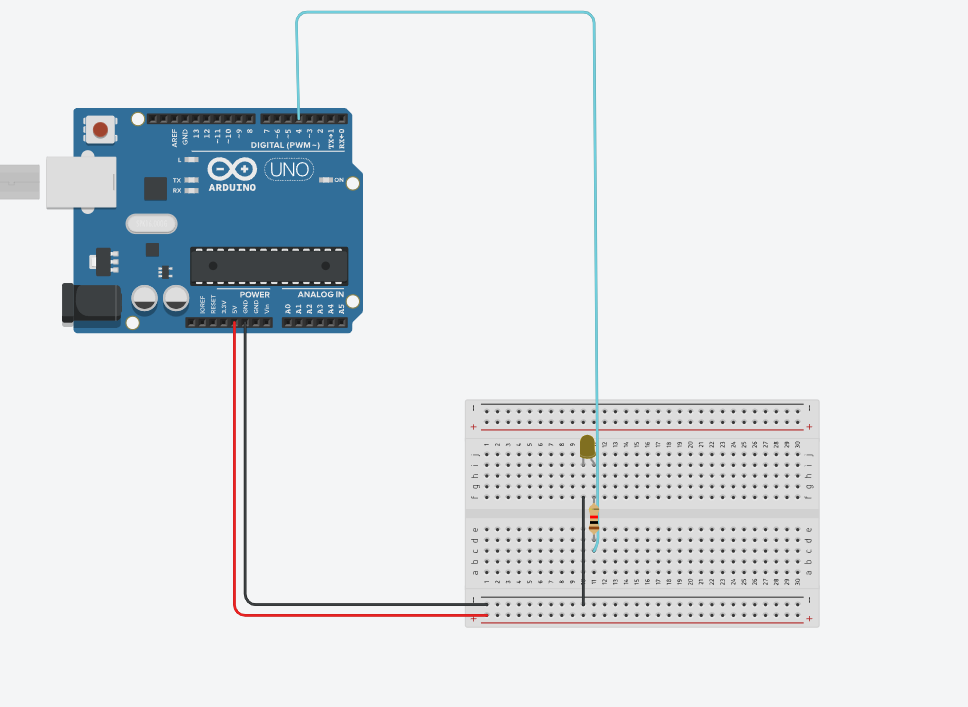 AREF
GND
13
12
~11
~10
~9
8
7
~6
~5
4
~3
2
TX→1
RX←0
DIGITAL (PWM~)
L
TX
RX
UNO
ARDUINO
ON
POWER
ANALOG IN
IOREF
RESET
3.3V
5V
GND
GND
Vin
A0
A1
A2
A3
A4
A5
− −
+ +
1 2 3 4 5 6 7 8 9 12 13 14 15 16 17 18 19 20 21 22 23 24 25 26 27 28 29 30
j j
i i
h h
g g
f f
e e
d d
c c
b b
a a
1 2 3 4 5 6 7 8 9 11 12 13 14 15 16 17 18 19 20 21 22 23 24 25 26 27 28 29 30
− −
+ +